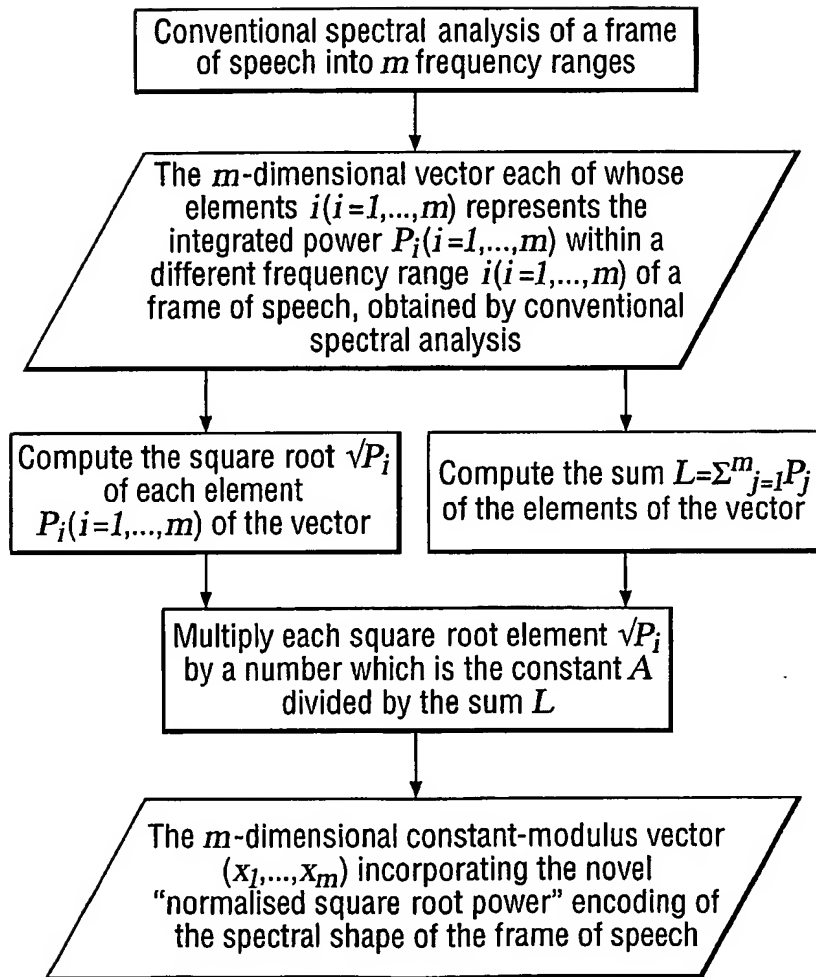 Conventional spectral analysis of a frame
of speech into m frequency ranges
The m-dimensional vector each of whose
elements i(i=1,...,m) represents the
integrated power Pᵢ(i=1,...,m) within a
different frequency range i(i=1,...,m) of a
frame of speech, obtained by conventional
spectral analysis
Compute the square root √Pᵢ
of each element
Pᵢ(i=1,...,m) of the vector
Compute the sum L=Σᵐⱼ₌₁Pⱼ
of the elements of the vector
Multiply each square root element √Pᵢ
by a number which is the constant A
divided by the sum L
The m-dimensional constant-modulus vector
(x₁,...,xₘ) incorporating the novel
“normalised square root power” encoding of
the spectral shape of the frame of speech